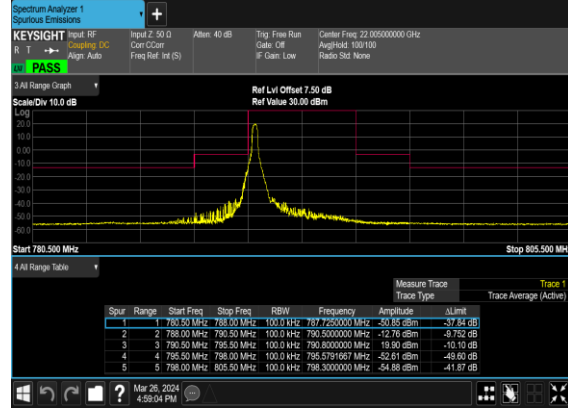 Spectrum Analyzer 1
Spurious Emissions
+
KEYSIGHT Input: RF Input Z: 50 Ω Atten: 40 dB Trig: Free Run Center Freq: 22.005000000 GHz
R T Coupling: DC Corr CCorr Gate: Off Avg|Hold: 100/100
Align: Auto Freq Ref: Int (S) IF Gain: Low Radio Std: None
PASS
3 All Range Graph
Ref Lvl Offset 7.50 dB
Scale/Div 10.0 dB Ref Value 30.00 dBm
Log
20.0
10.0
0.00
-10.0
-20.0
-30.0
-40.0
-50.0
-60.0
Start 780.500 MHz Stop 805.500 MH
4 All Range Table
Measure Trace Trace 1
Trace Type Trace Average (Active)
Spur Range Start Freq Stop Freq RBW Frequency Amplitude ΔLimit
1 1 780.50 MHz 788.00 MHz 100.0 kHz 787.7250000 MHz -50.85 dBm -37.84 dB
2 2 788.00 MHz 790.50 MHz 100.0 kHz 790.5000000 MHz -12.76 dBm -9.752 dB
3 3 790.50 MHz 795.50 MHz 100.0 kHz 790.8000000 MHz 19.90 dBm -10.10 dB
4 4 795.50 MHz 798.00 MHz 100.0 kHz 795.5791667 MHz -52.61 dBm -49.60 dB
5 5 798.00 MHz 805.50 MHz 100.0 kHz 798.3000000 MHz -54.88 dBm -41.87 dB
? Mar 26, 2024
4:59:04 PM